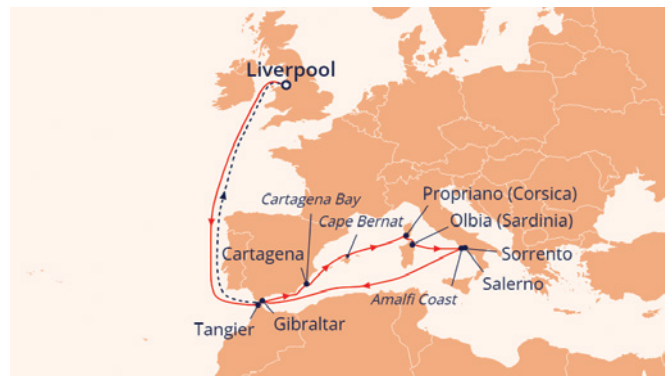 Liverpool
Propriano (Corsica)
Cartagena Bay
Olbia (Sardinia)
Cape Bernat
Cartagena
Sorrento
Salerno
Amalfi Coast
Gibraltar
Tangier